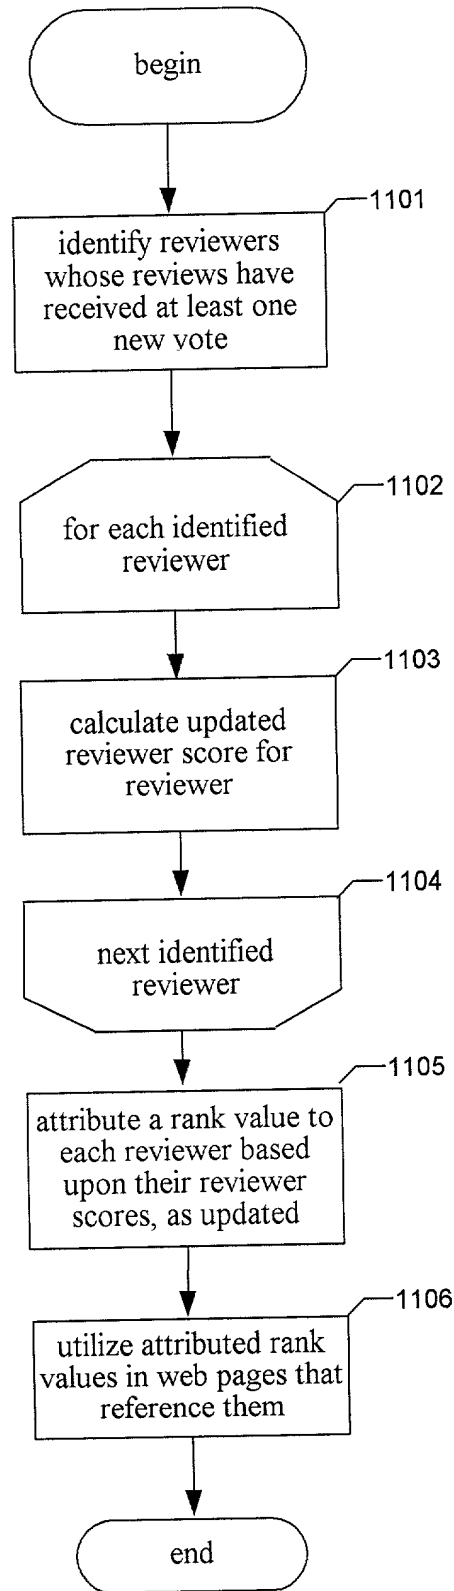 begin
1101
identify reviewers
whose reviews have
received at least one
new vote
1102
for each identified
reviewer
1103
calculate updated
reviewer score for
reviewer
1104
next identified
reviewer
1105
attribute a rank value to
each reviewer based
upon their reviewer
scores, as updated
1106
utilize attributed rank
values in web pages that
reference them
end